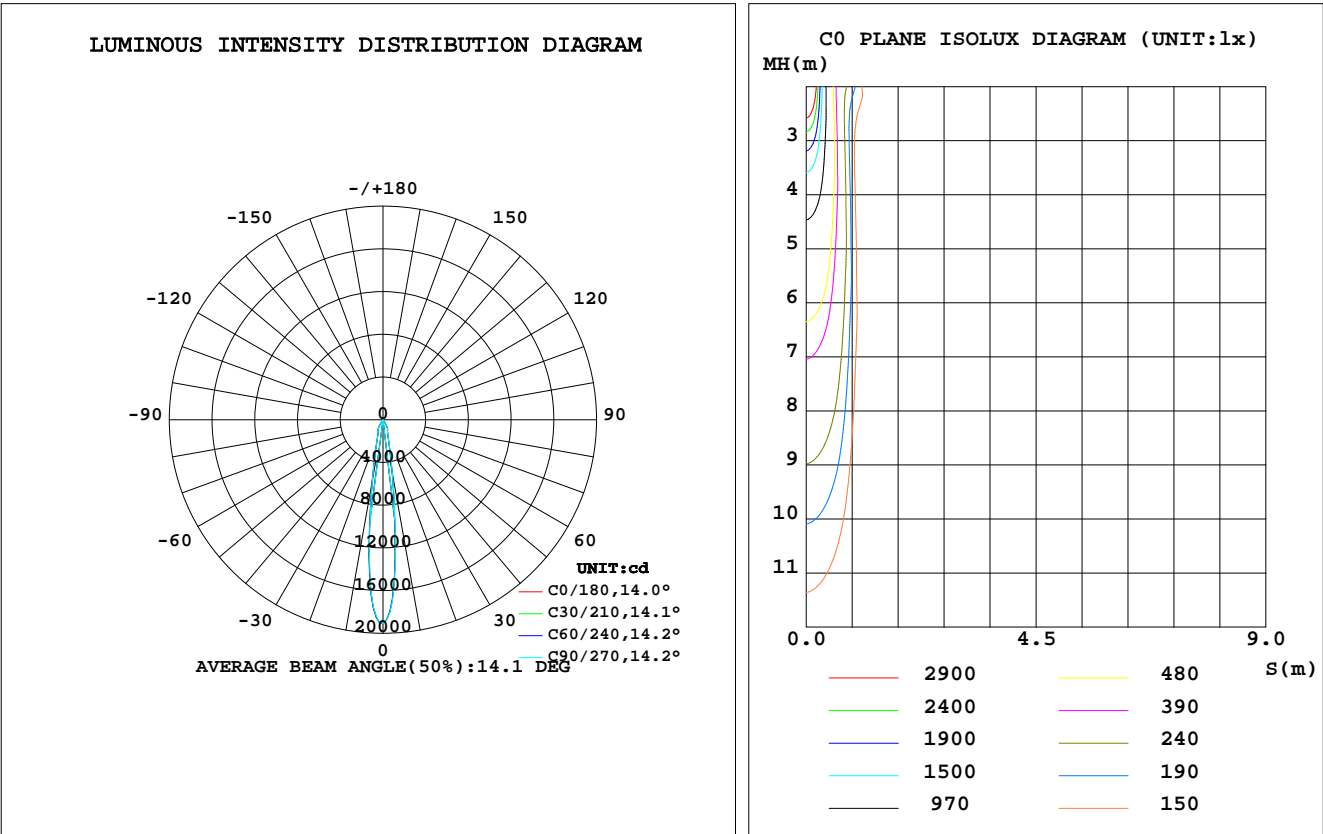 LUMINOUS INTENSITY DISTRIBUTION DIAGRAM
-/+180
-150
150
-120
120
-90
0
90
4000
8000
12000
-60
60
16000
-30
30
20000
0
UNIT:cd
C0/180,14.0°
C30/210,14.1°
C60/240,14.2°
C90/270,14.2°
AVERAGE BEAM ANGLE(50%):14.1 DEG
C0 PLANE ISOLUX DIAGRAM (UNIT:lx)
MH(m)
3
4
5
6
7
8
9
10
11
0.0 4.5 9.0
S(m)
2900 480
2400 390
1900 240
1500 190
970 150